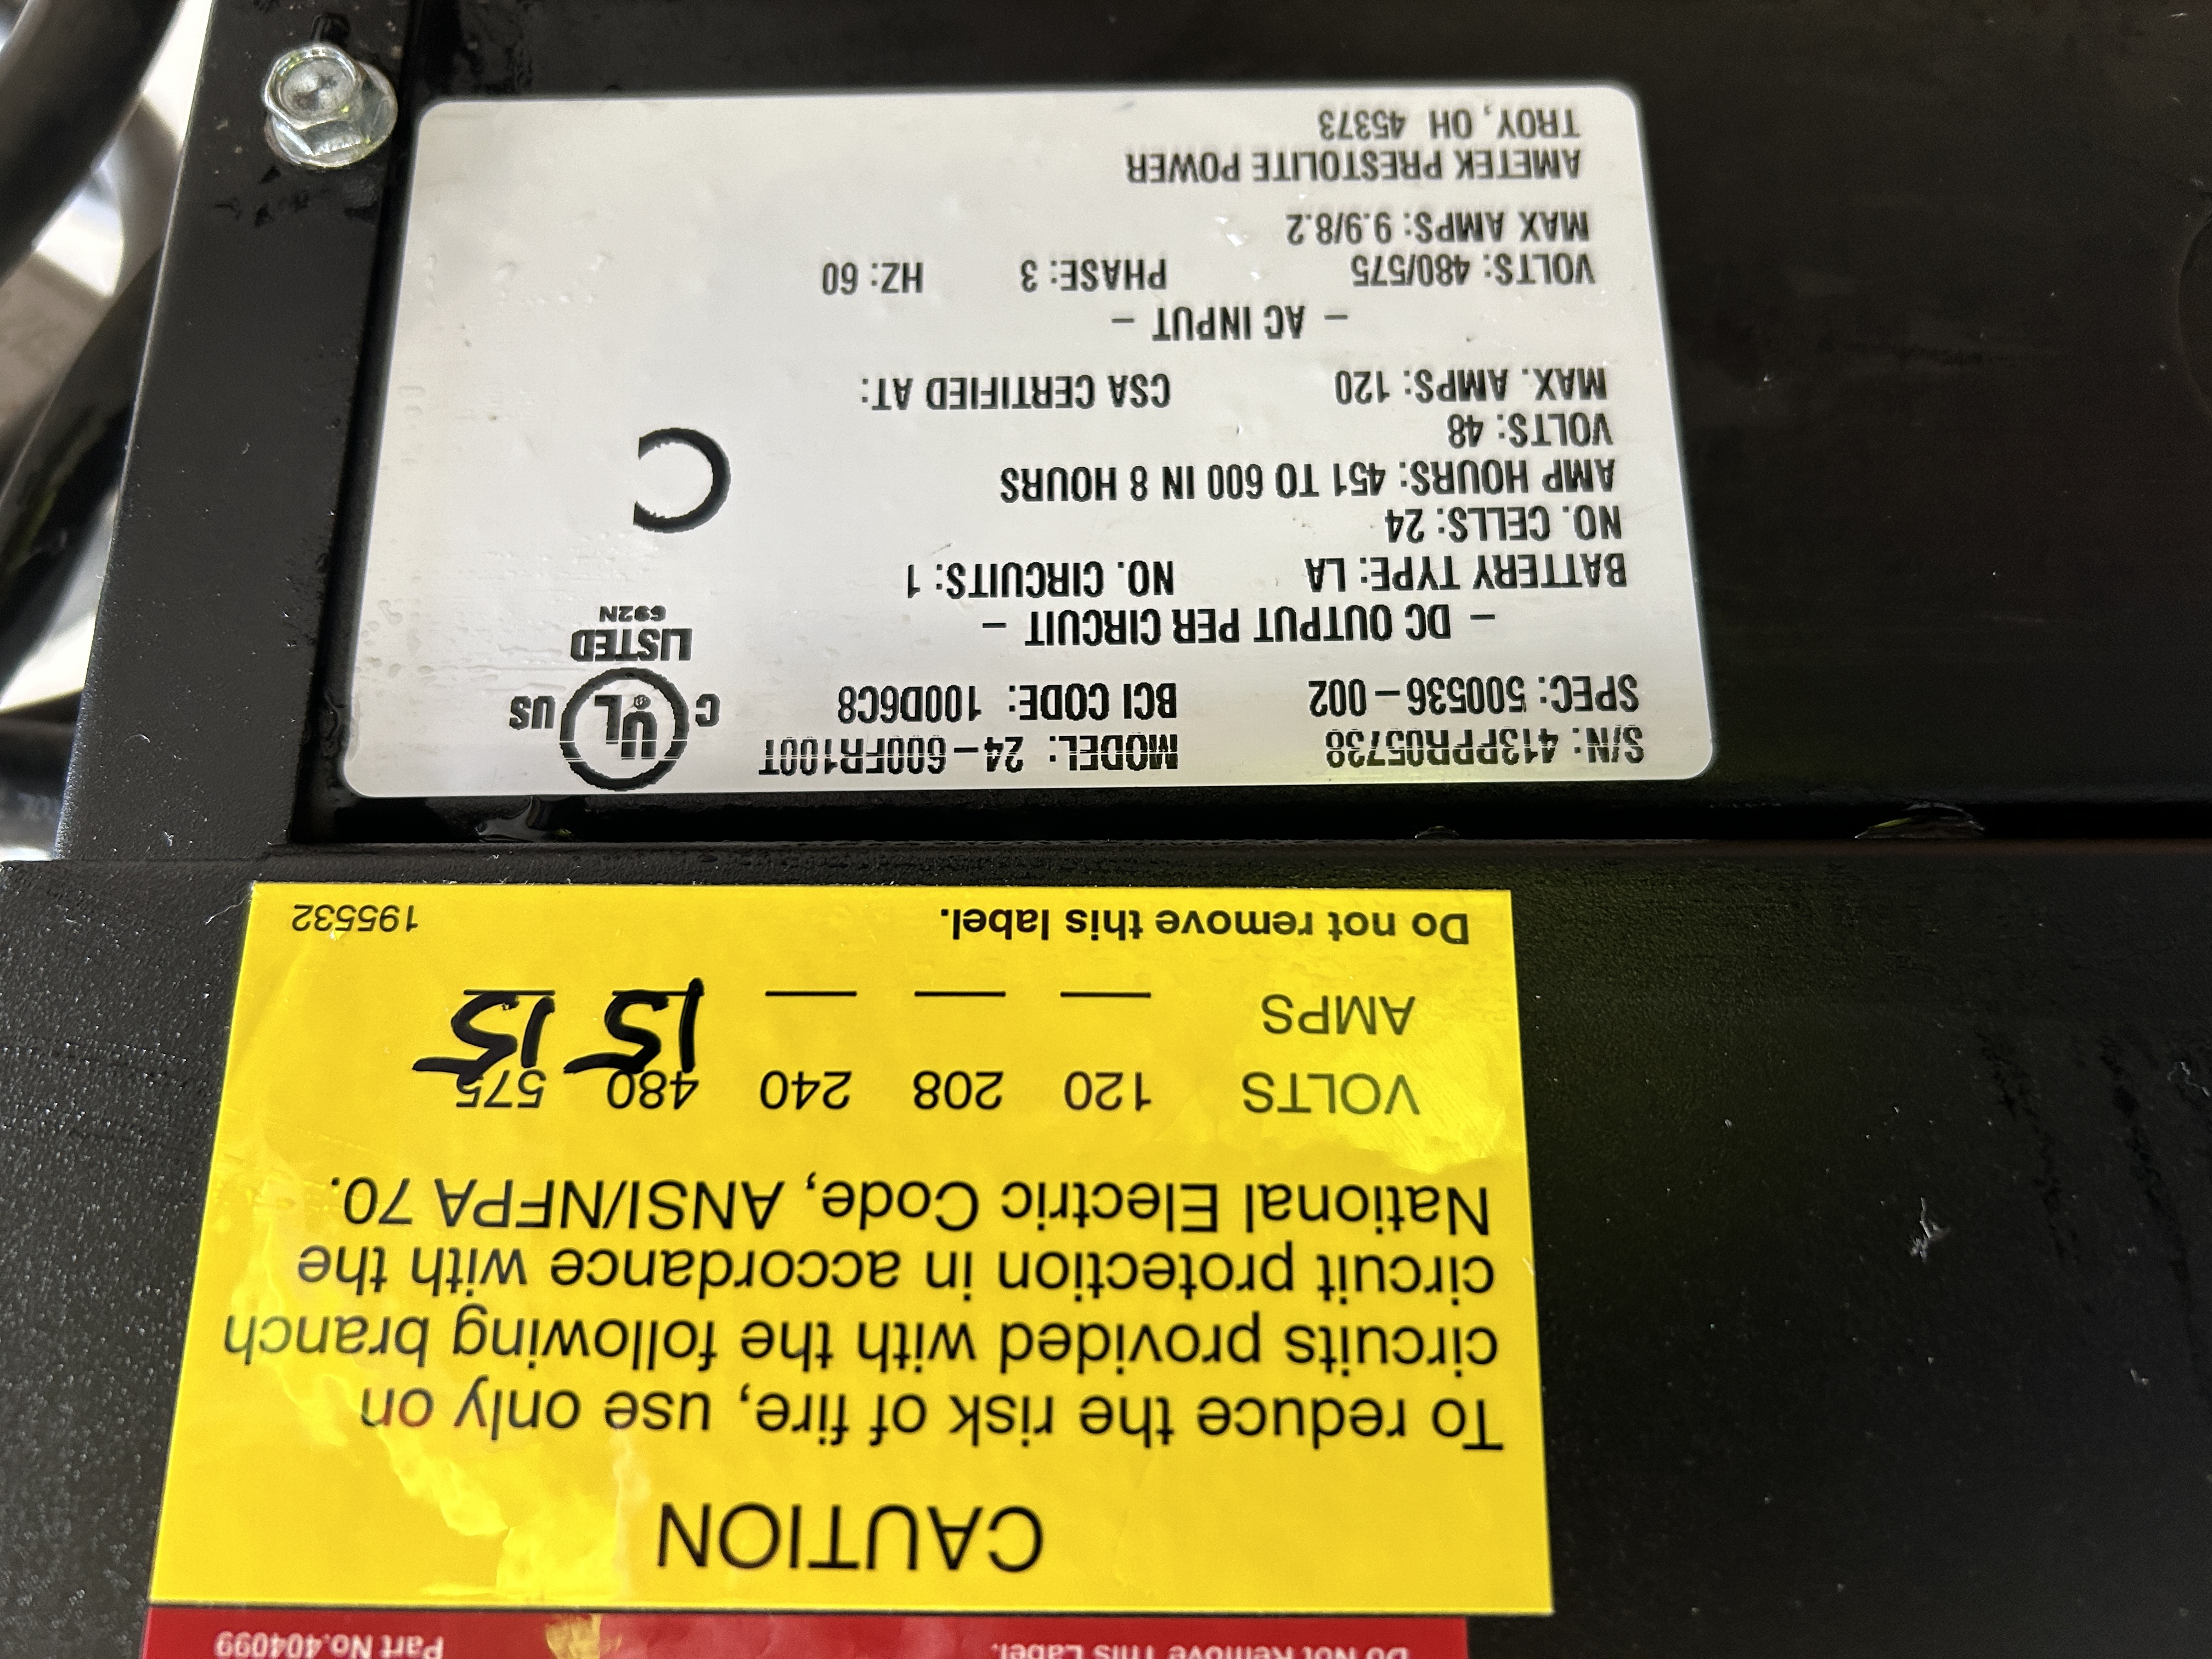 Do Not Remove This Label. Part No.404099
CAUTION
To reduce the risk of fire, use only on
circuits provided with the following branch
circuit protection in accordance with the
National Electric Code, ANSI/NFPA 70.
VOLTS 120 208 240 480 575
AMPS 15 15
Do not remove this label. 195532
S/N: 413PPR05738 MODEL: 24-600FR100T
SPEC: 500536-002 BCI CODE: 100D6C8
C UL® US
LISTED
692N
- DC OUTPUT PER CIRCUIT -
BATTERY TYPE: LA NO. CIRCUITS: 1
NO. CELLS: 24
AMP HOURS: 451 TO 600 IN 8 HOURS
VOLTS: 48
MAX. AMPS: 120 CSA CERTIFIED AT:
C
- AC INPUT -
VOLTS: 480/575 PHASE: 3 HZ: 60
MAX AMPS: 9.9/8.2
AMETEK PRESTOLITE POWER
TROY, OH 45373